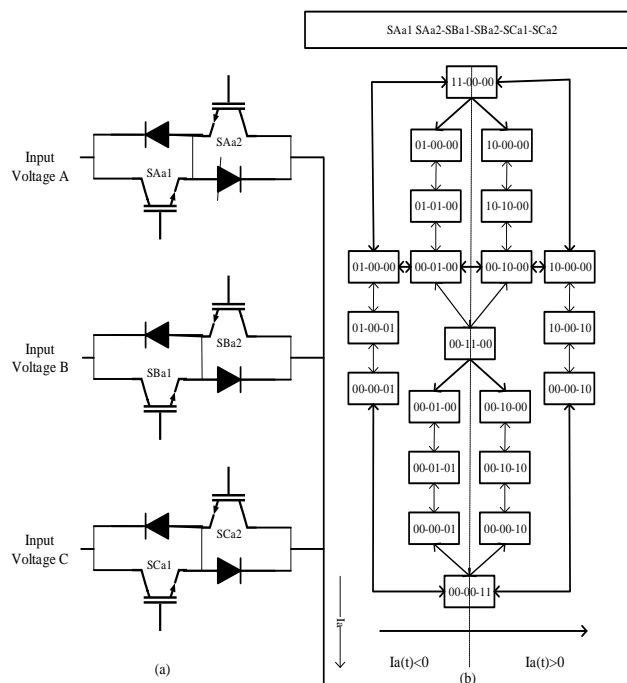 SAa1 SAa2-SBa1-SBa2-SCa1-SCa2
Input
Voltage A
SAa2
SAa1
Input
Voltage B
SBa2
SBa1
Input
Voltage C
SCa2
SCa1
Ia
(a)
11-00-00
01-00-00
10-00-00
01-01-00
10-10-00
01-00-00
00-01-00
00-10-00
10-00-00
01-00-01
00-11-00
10-00-10
00-00-01
00-01-00
00-10-00
00-00-10
00-01-01
00-10-10
00-00-01
00-00-10
00-00-11
Ia(t)<0
Ia(t)>0
(b)